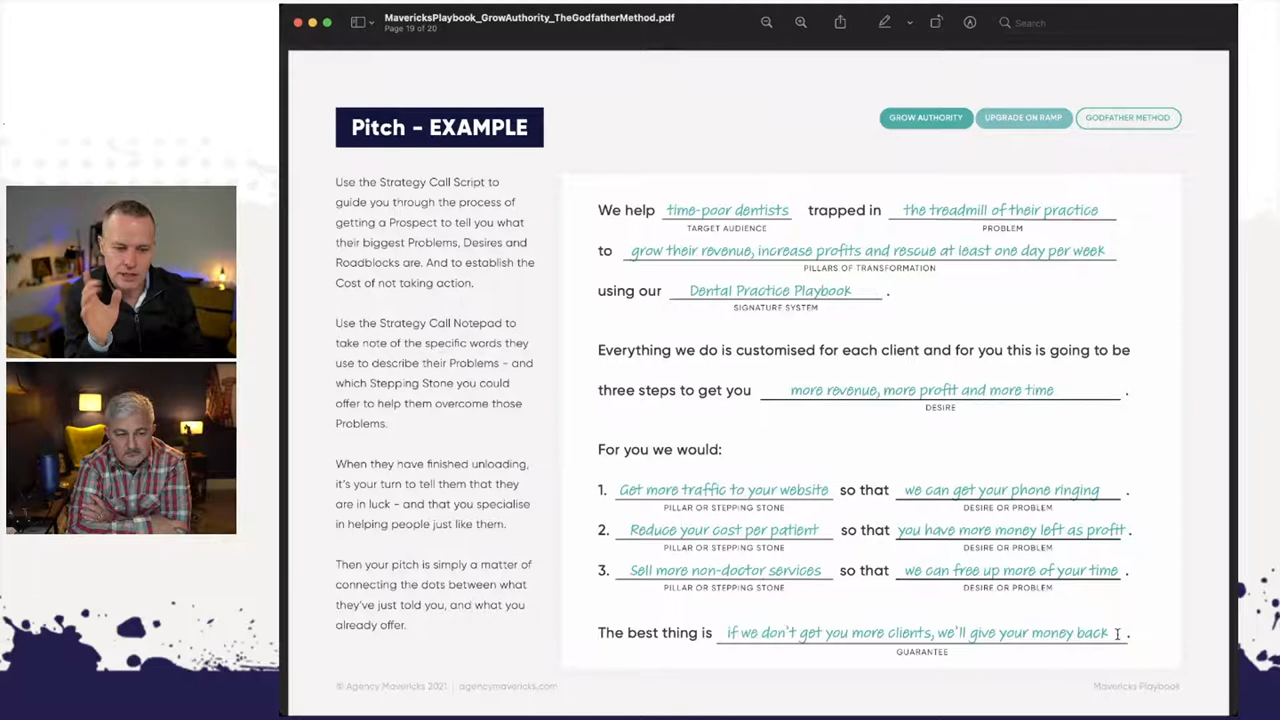 MavericksPlaybook_GrowAuthority_TheGodfatherMethod.pdf
Page 19 of 20
Search
Pitch - EXAMPLE
GROW AUTHORITY
UPGRADE ON RAMP
GODFATHER METHOD
Use the Strategy Call Script to
guide you through the process of
getting a Prospect to tell you what
their biggest Problems, Desires and
Roadblocks are. And to establish the
Cost of not taking action.
Use the Strategy Call Notepad to
take note of the specific words they
use to describe their Problems - and
which Stepping Stone you could
offer to help them overcome those
Problems.
When they have finished unloading,
it's your turn to tell them that they
are in luck - and that you specialise
in helping people just like them.
Then your pitch is simply a matter of
connecting the dots between what
they've just told you, and what you
already offer.
We help time-poor dentists trapped in the treadmill of their practice
TARGET AUDIENCE PROBLEM
to grow their revenue, increase profits and rescue at least one day per week
PILLARS OF TRANSFORMATION
using our Dental Practice Playbook.
SIGNATURE SYSTEM
Everything we do is customised for each client and for you this is going to be
three steps to get you more revenue, more profit and more time.
DESIRE
For you we would:
1. Get more traffic to your website so that we can get your phone ringing.
PILLAR OR STEPPING STONE DESIRE OR PROBLEM
2. Reduce your cost per patient so that you have more money left as profit.
PILLAR OR STEPPING STONE DESIRE OR PROBLEM
3. Sell more non-doctor services so that we can free up more of your time.
PILLAR OR STEPPING STONE DESIRE OR PROBLEM
The best thing is if we don't get you more clients, we'll give your money back.
GUARANTEE
© Agency Mavericks 2021 | agencymavericks.com
Mavericks Playbook